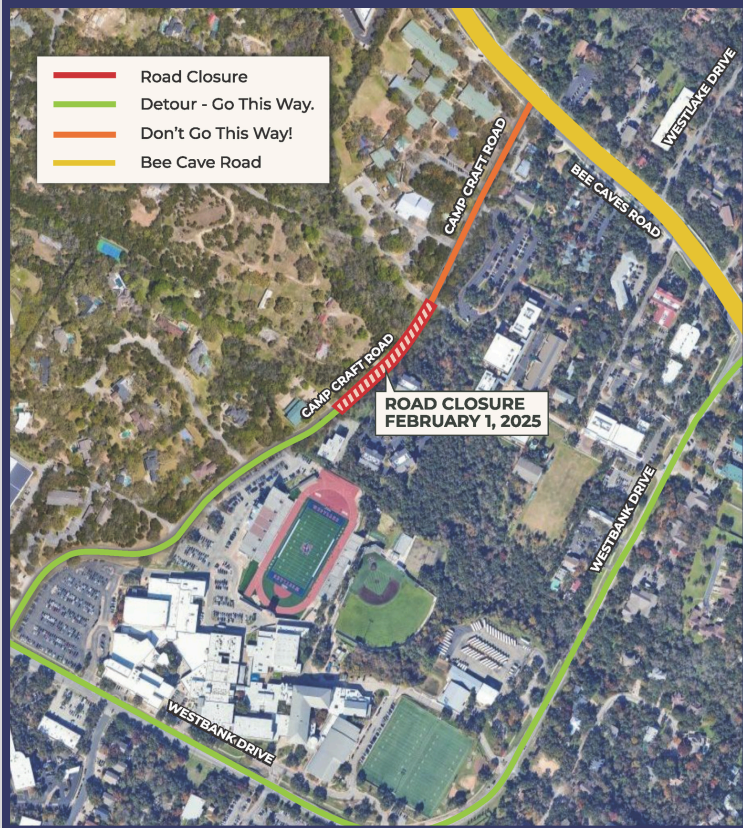 Road Closure
Detour - Go This Way.
Don't Go This Way!
Bee Cave Road
WESTLAKE DRIVE
CAMP CRAFT ROAD
BEE CAVES ROAD
CAMP CRAFT ROAD
ROAD CLOSURE
FEBRUARY 1, 2025
WESTBANK DRIVE
WESTBANK DRIVE